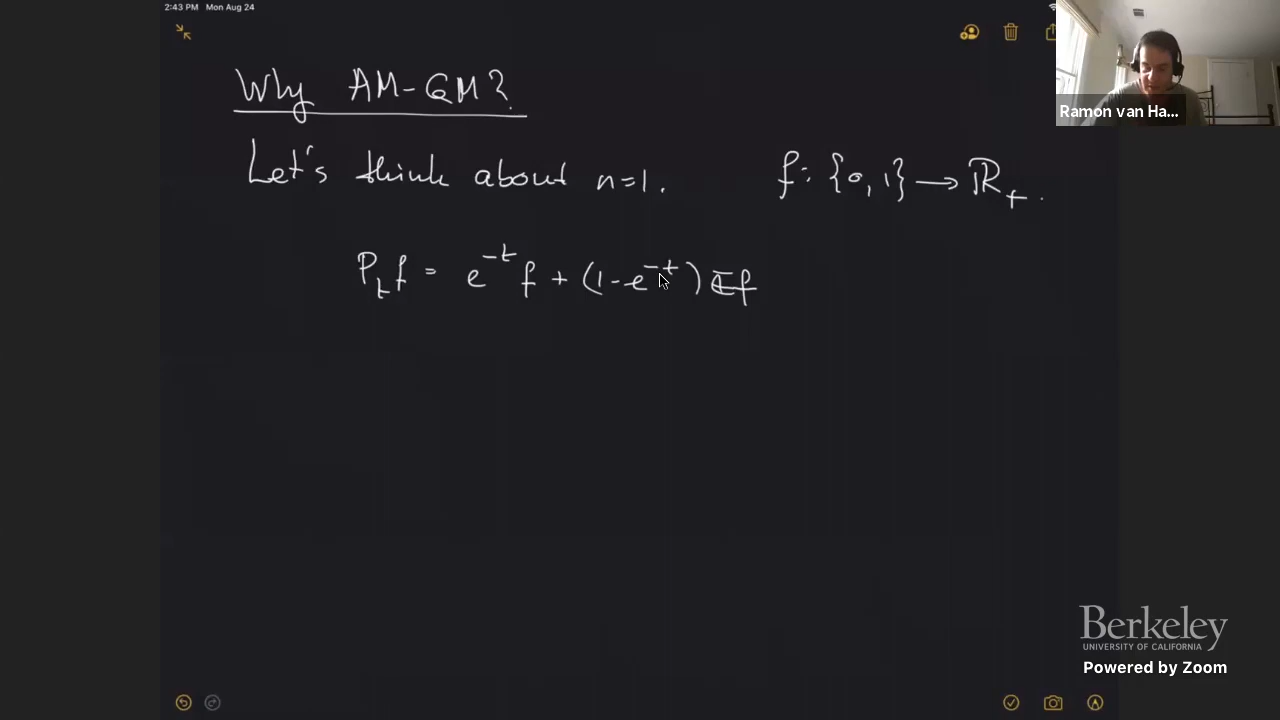 2:43 PM Mon Aug 24
Why AM-GM?
Let's think about n=1. f: {0,1} → ℝ₊.
Pₜf = e^{-t} f + (1-e^{-t}) 𝔼f
Ramon van Ha...
Berkeley
UNIVERSITY OF CALIFORNIA
Powered by Zoom